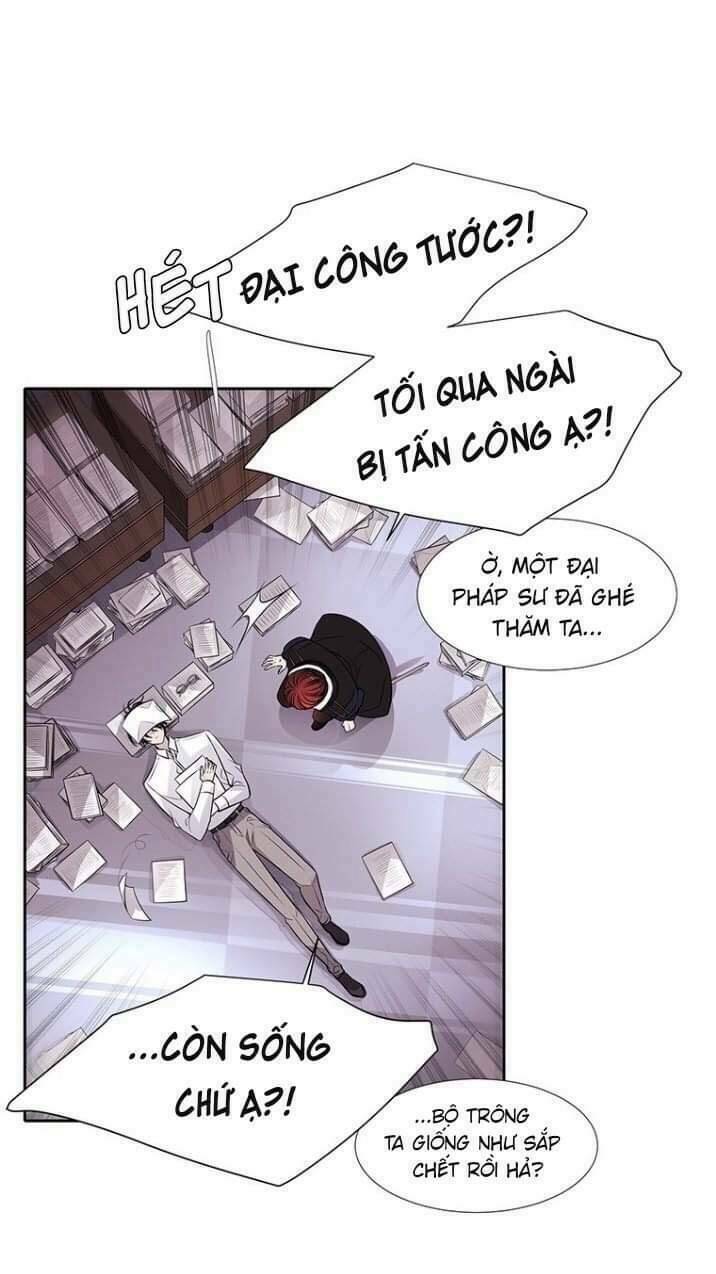 HÉT
ĐẠI CÔNG TƯỚC?!
TỐI QUA NGÀI
BỊ TẤN CÔNG Ạ?!
Ờ, MỘT ĐẠI
PHÁP SƯ ĐÃ GHÉ
THĂM TA...
...CÒN SỐNG
CHỨ Ạ?!
...BỘ TRÔNG
TA GIỐNG NHƯ SẮP
CHẾT RỒI HẢ?